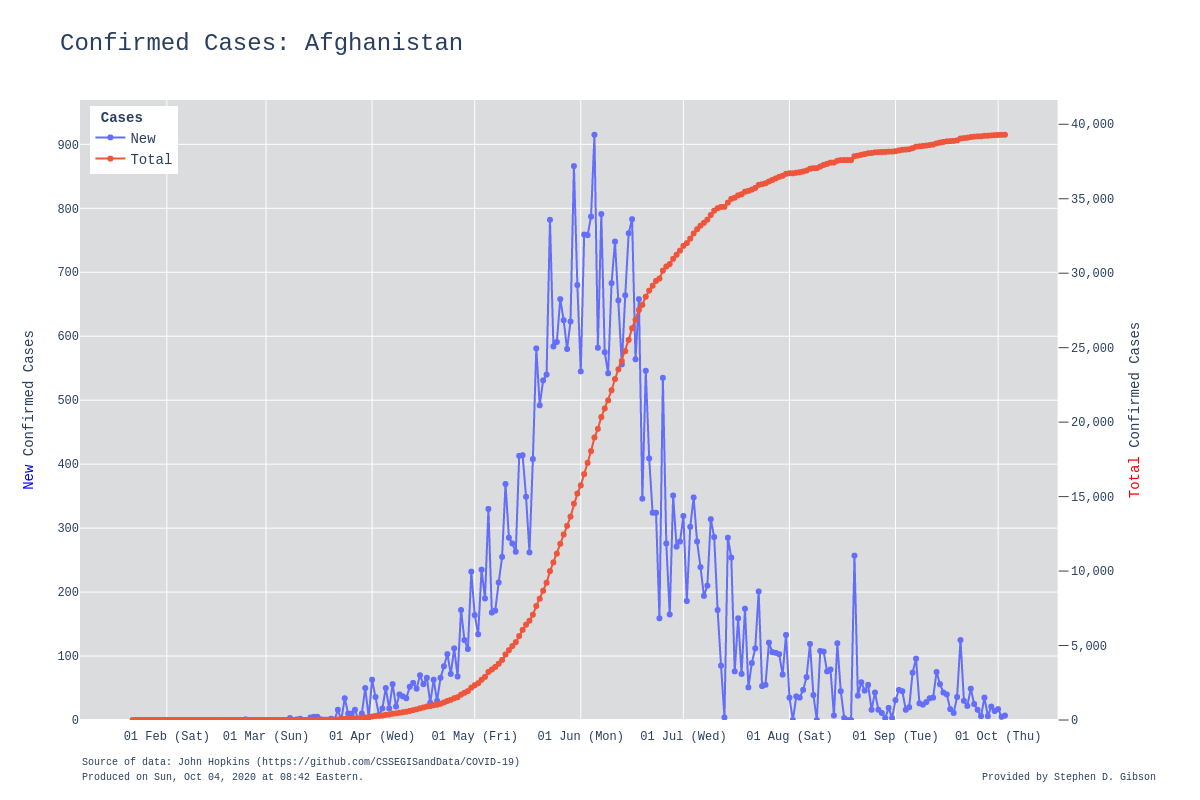 Confirmed Cases: Afghanistan
Cases
New
Total
900
800
700
600
500
400
300
200
100
0
New Confirmed Cases
40,000
35,000
30,000
25,000
20,000
15,000
10,000
5,000
0
Total Confirmed Cases
01 Feb (Sat) 01 Mar (Sun) 01 Apr (Wed) 01 May (Fri) 01 Jun (Mon) 01 Jul (Wed) 01 Aug (Sat) 01 Sep (Tue) 01 Oct (Thu)
Source of data: John Hopkins (https://github.com/CSSEGISandData/COVID-19)
Produced on Sun, Oct 04, 2020 at 08:42 Eastern.
Provided by Stephen D. Gibson